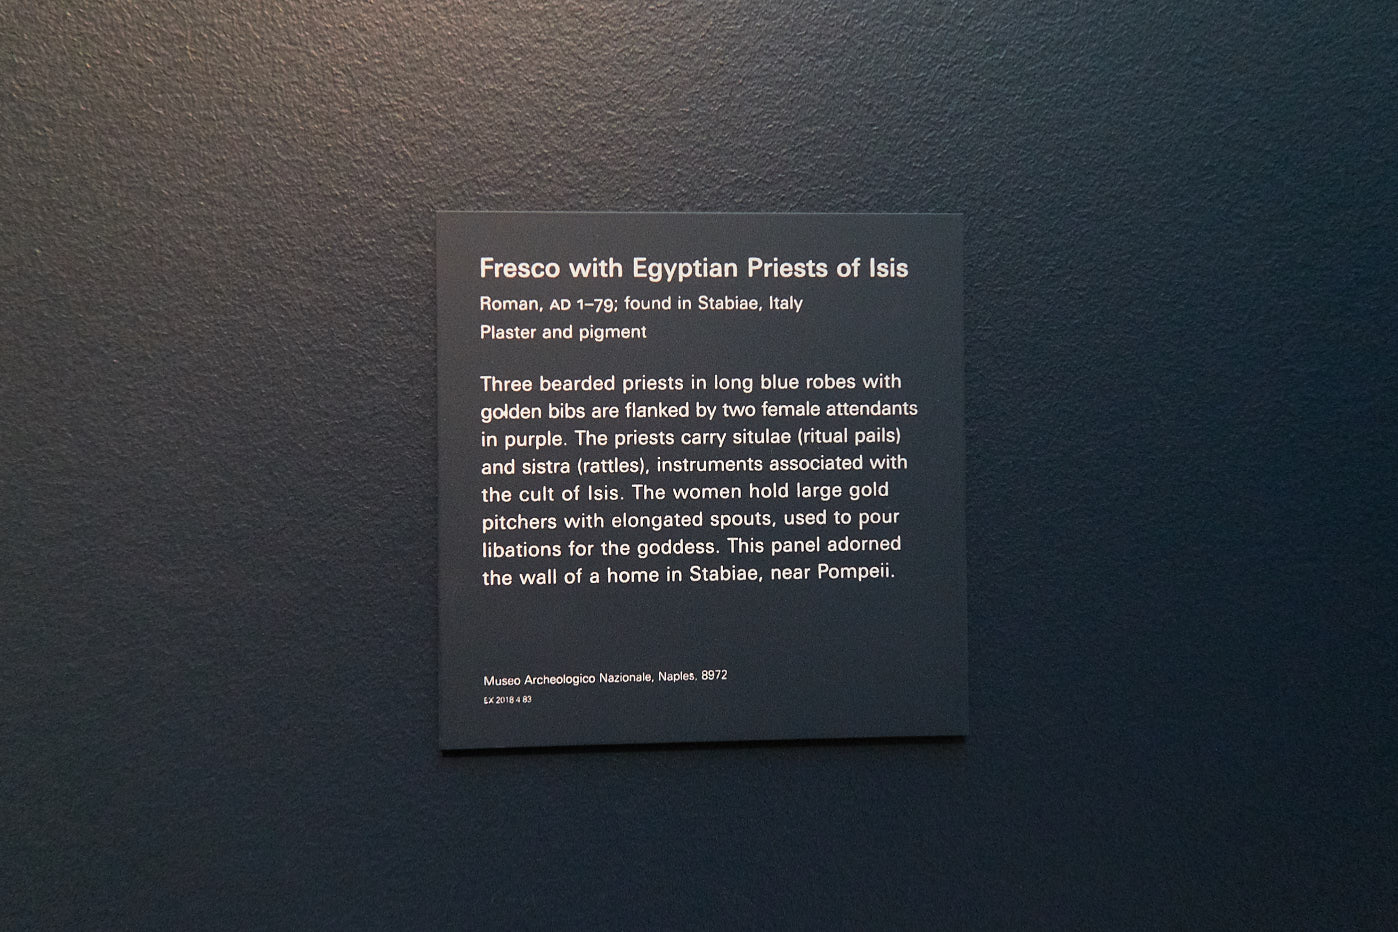 Fresco with Egyptian Priests of Isis
Roman, AD 1–79; found in Stabiae, Italy
Plaster and pigment
Three bearded priests in long blue robes with
golden bibs are flanked by two female attendants
in purple. The priests carry situlae (ritual pails)
and sistra (rattles), instruments associated with
the cult of Isis. The women hold large gold
pitchers with elongated spouts, used to pour
libations for the goddess. This panel adorned
the wall of a home in Stabiae, near Pompeii.
Museo Archeologico Nazionale, Naples, 8972
EX 2018 4 83